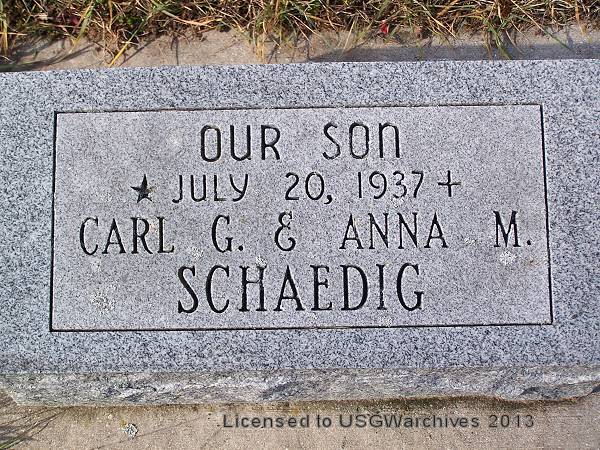 OUR SON
★ JULY 20, 1937 +
CARL G. & ANNA M.
SCHAEDIG
Licensed to USGWarchives 2013